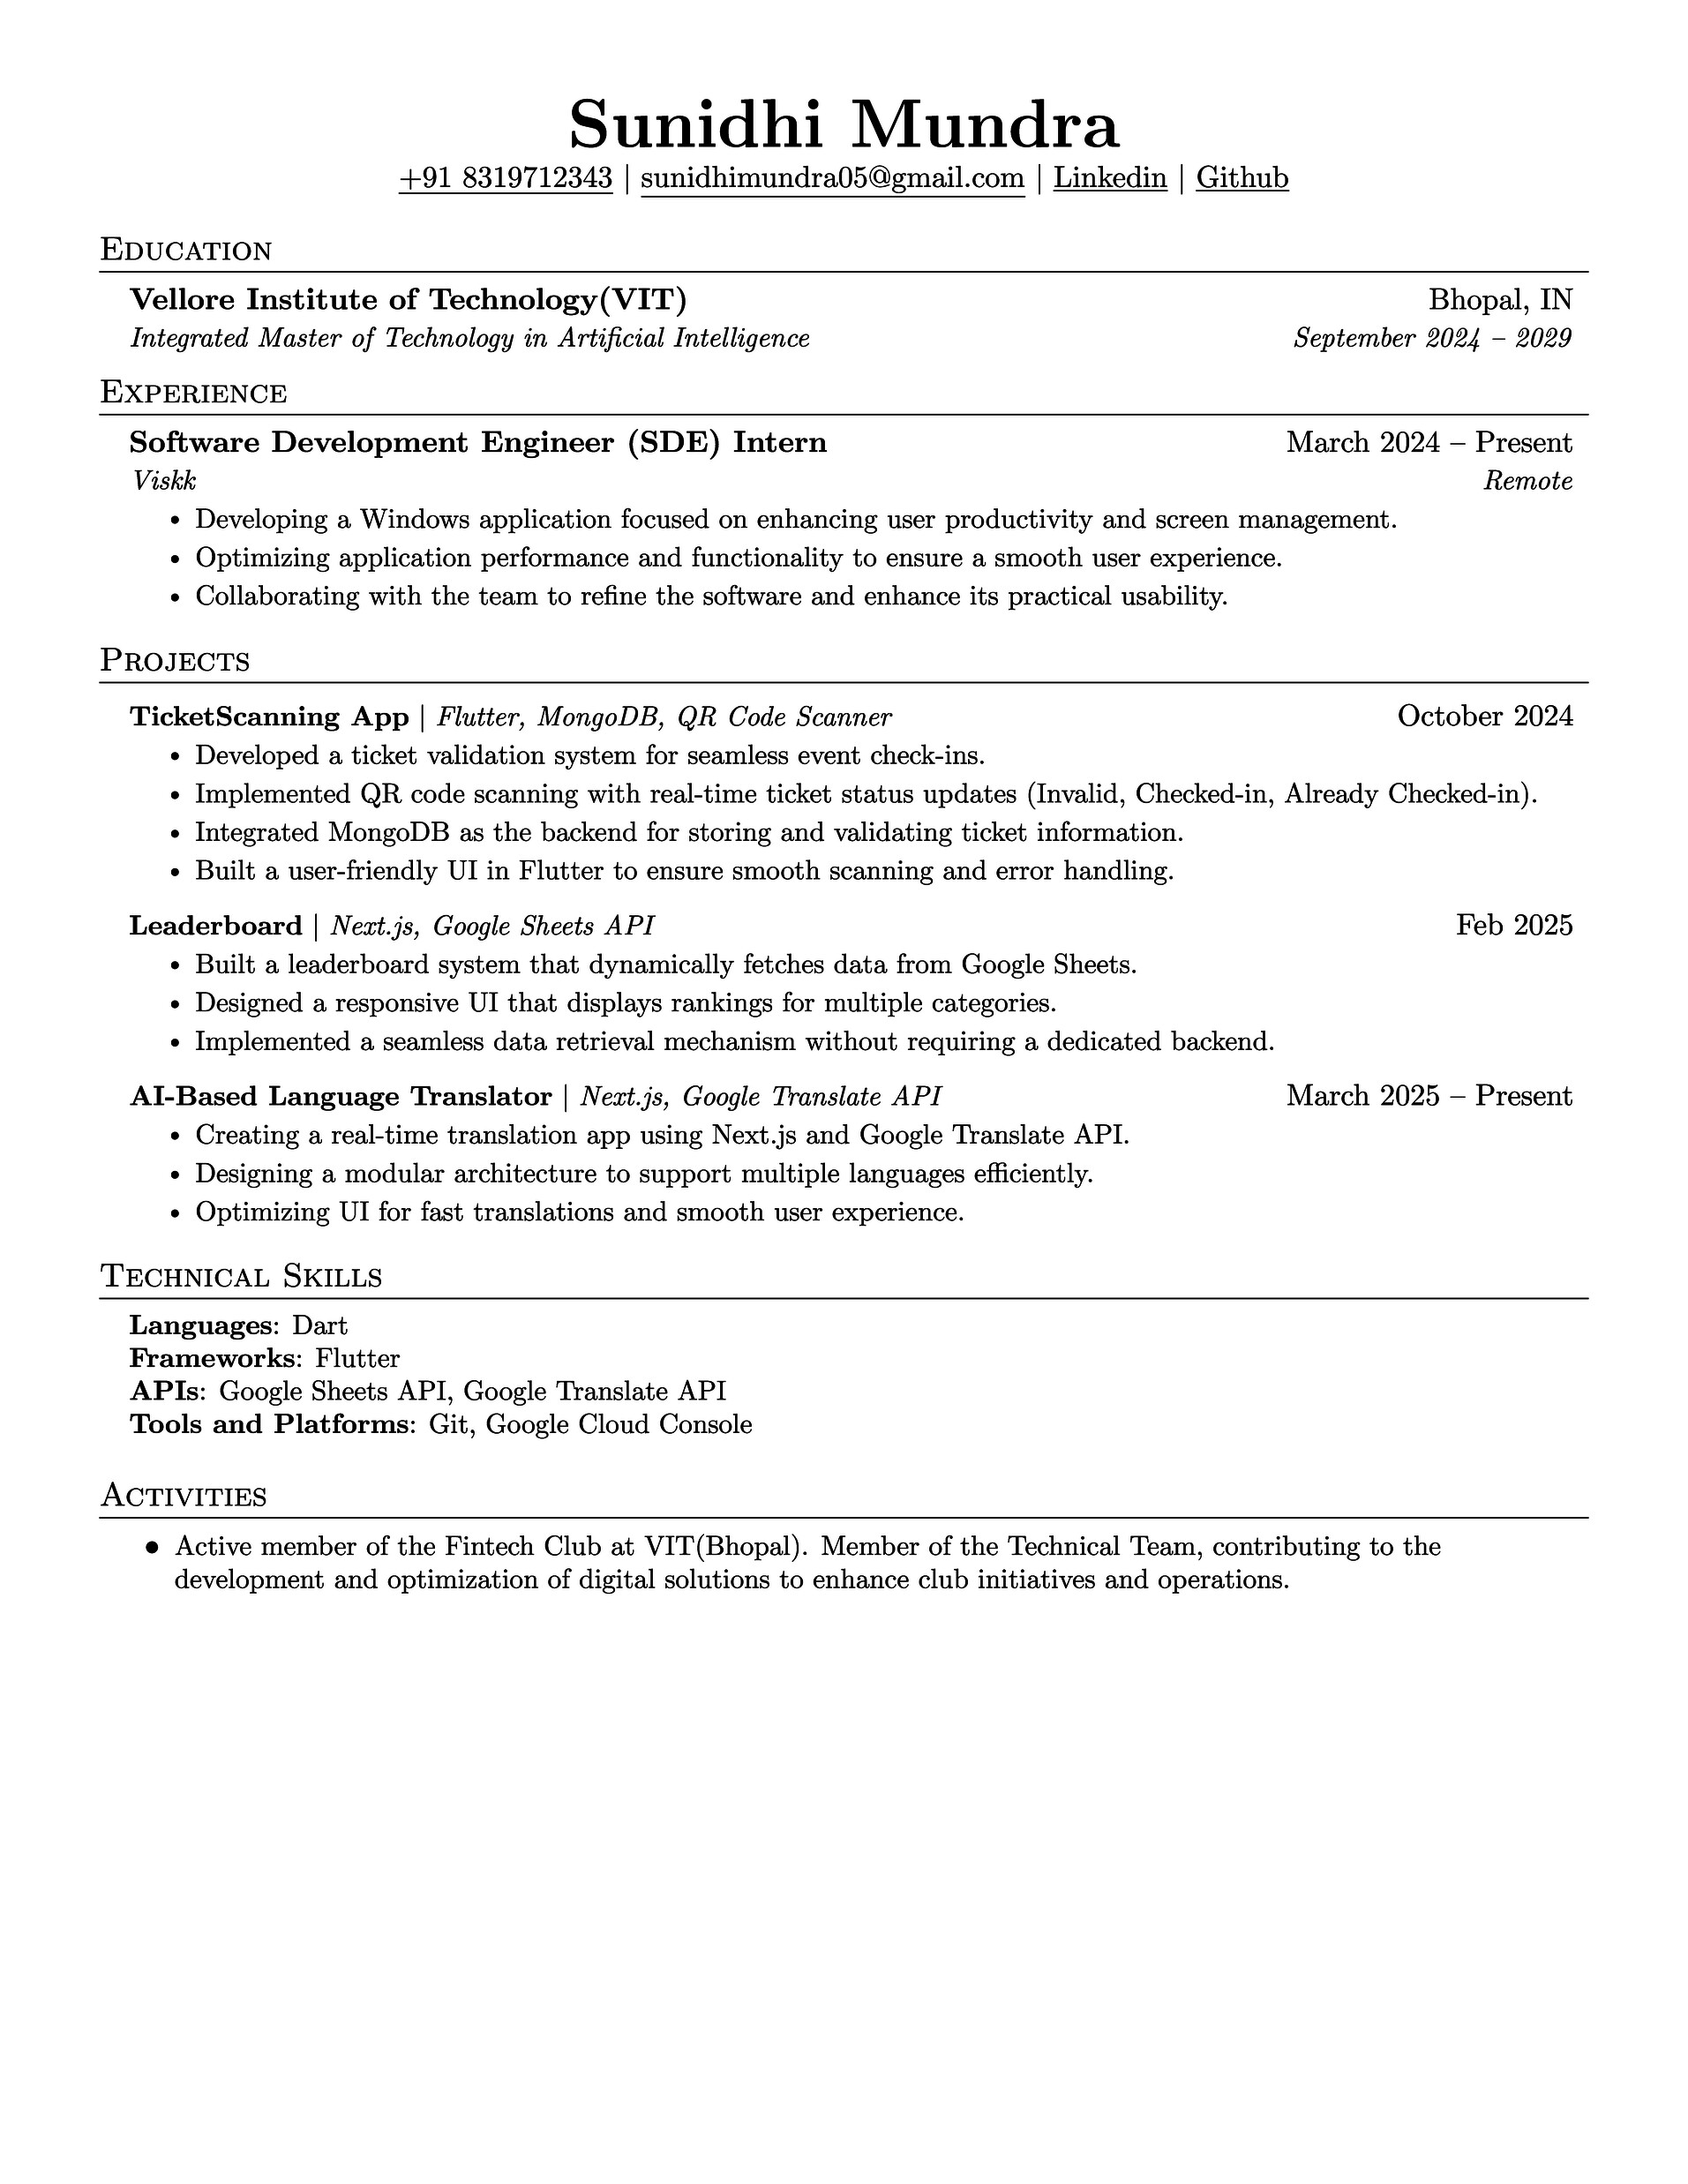 Sunidhi Mundra
+91 8319712343 | sunidhimundra05@gmail.com | Linkedin | Github
Education
Vellore Institute of Technology(VIT) Bhopal, IN
Integrated Master of Technology in Artificial Intelligence September 2024 – 2029
Experience
Software Development Engineer (SDE) Intern March 2024 – Present
Viskk Remote
• Developing a Windows application focused on enhancing user productivity and screen management.
• Optimizing application performance and functionality to ensure a smooth user experience.
• Collaborating with the team to refine the software and enhance its practical usability.
Projects
TicketScanning App | Flutter, MongoDB, QR Code Scanner October 2024
• Developed a ticket validation system for seamless event check-ins.
• Implemented QR code scanning with real-time ticket status updates (Invalid, Checked-in, Already Checked-in).
• Integrated MongoDB as the backend for storing and validating ticket information.
• Built a user-friendly UI in Flutter to ensure smooth scanning and error handling.
Leaderboard | Next.js, Google Sheets API Feb 2025
• Built a leaderboard system that dynamically fetches data from Google Sheets.
• Designed a responsive UI that displays rankings for multiple categories.
• Implemented a seamless data retrieval mechanism without requiring a dedicated backend.
AI-Based Language Translator | Next.js, Google Translate API March 2025 – Present
• Creating a real-time translation app using Next.js and Google Translate API.
• Designing a modular architecture to support multiple languages efficiently.
• Optimizing UI for fast translations and smooth user experience.
Technical Skills
Languages: Dart
Frameworks: Flutter
APIs: Google Sheets API, Google Translate API
Tools and Platforms: Git, Google Cloud Console
Activities
• Active member of the Fintech Club at VIT(Bhopal). Member of the Technical Team, contributing to the
development and optimization of digital solutions to enhance club initiatives and operations.